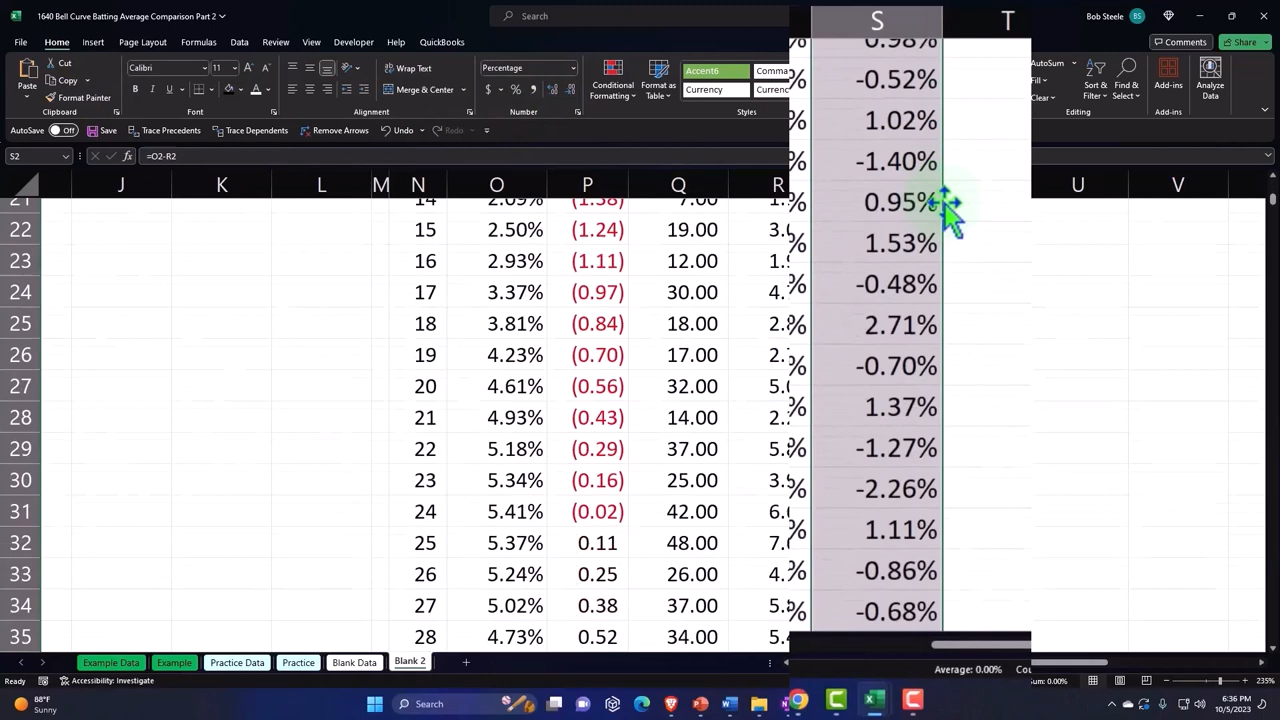 1640 Bell Curve Batting Average Comparison Part 2
Search
Bob Steele BS
File Home Insert Page Layout Formulas Data Review View Developer Help QuickBooks
Comments Share
Cut
Copy
Format Painter
Clipboard
Calibri 11
Font
Wrap Text
Merge & Center
Alignment
Percentage
Number
Conditional Formatting
Format as Table
Accent6
Currency
Styles
AutoSum
Fill
Clear
Sort & Filter
Find & Select
Editing
Add-ins
Add-ins
Analyze Data
AutoSave Off Save Trace Precedents Trace Dependents Remove Arrows Undo Redo
S2 fx =O2-R2
J K L M N O P Q R S T U V
14 2.09% (1.38) 7.00
22 15 2.50% (1.24) 19.00
23 16 2.93% (1.11) 12.00
24 17 3.37% (0.97) 30.00
25 18 3.81% (0.84) 18.00
26 19 4.23% (0.70) 17.00
27 20 4.61% (0.56) 32.00
28 21 4.93% (0.43) 14.00
29 22 5.18% (0.29) 37.00
30 23 5.34% (0.16) 25.00
31 24 5.41% (0.02) 42.00
32 25 5.37% 0.11 48.00
33 26 5.24% 0.25 26.00
34 27 5.02% 0.38 37.00
35 28 4.73% 0.52 34.00
0.98%
-0.52%
1.02%
-1.40%
0.95%
1.53%
-0.48%
2.71%
-0.70%
1.37%
-1.27%
-2.26%
1.11%
-0.86%
-0.68%
Example Data Example Practice Data Practice Blank Data Blank 2
Ready Accessibility: Investigate
Average: 0.00%
Sum: 0.00%
235%
88°F
Sunny
Search
6:36 PM
10/5/2023